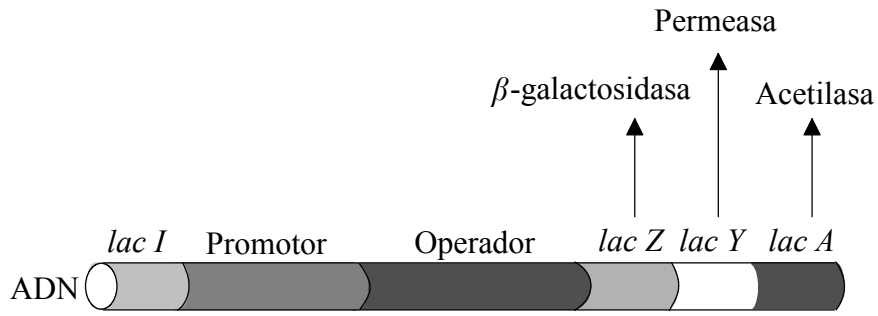 Permeasa
β-galactosidasa Acetilasa
lac I Promotor Operador lac Z lac Y lac A
ADN